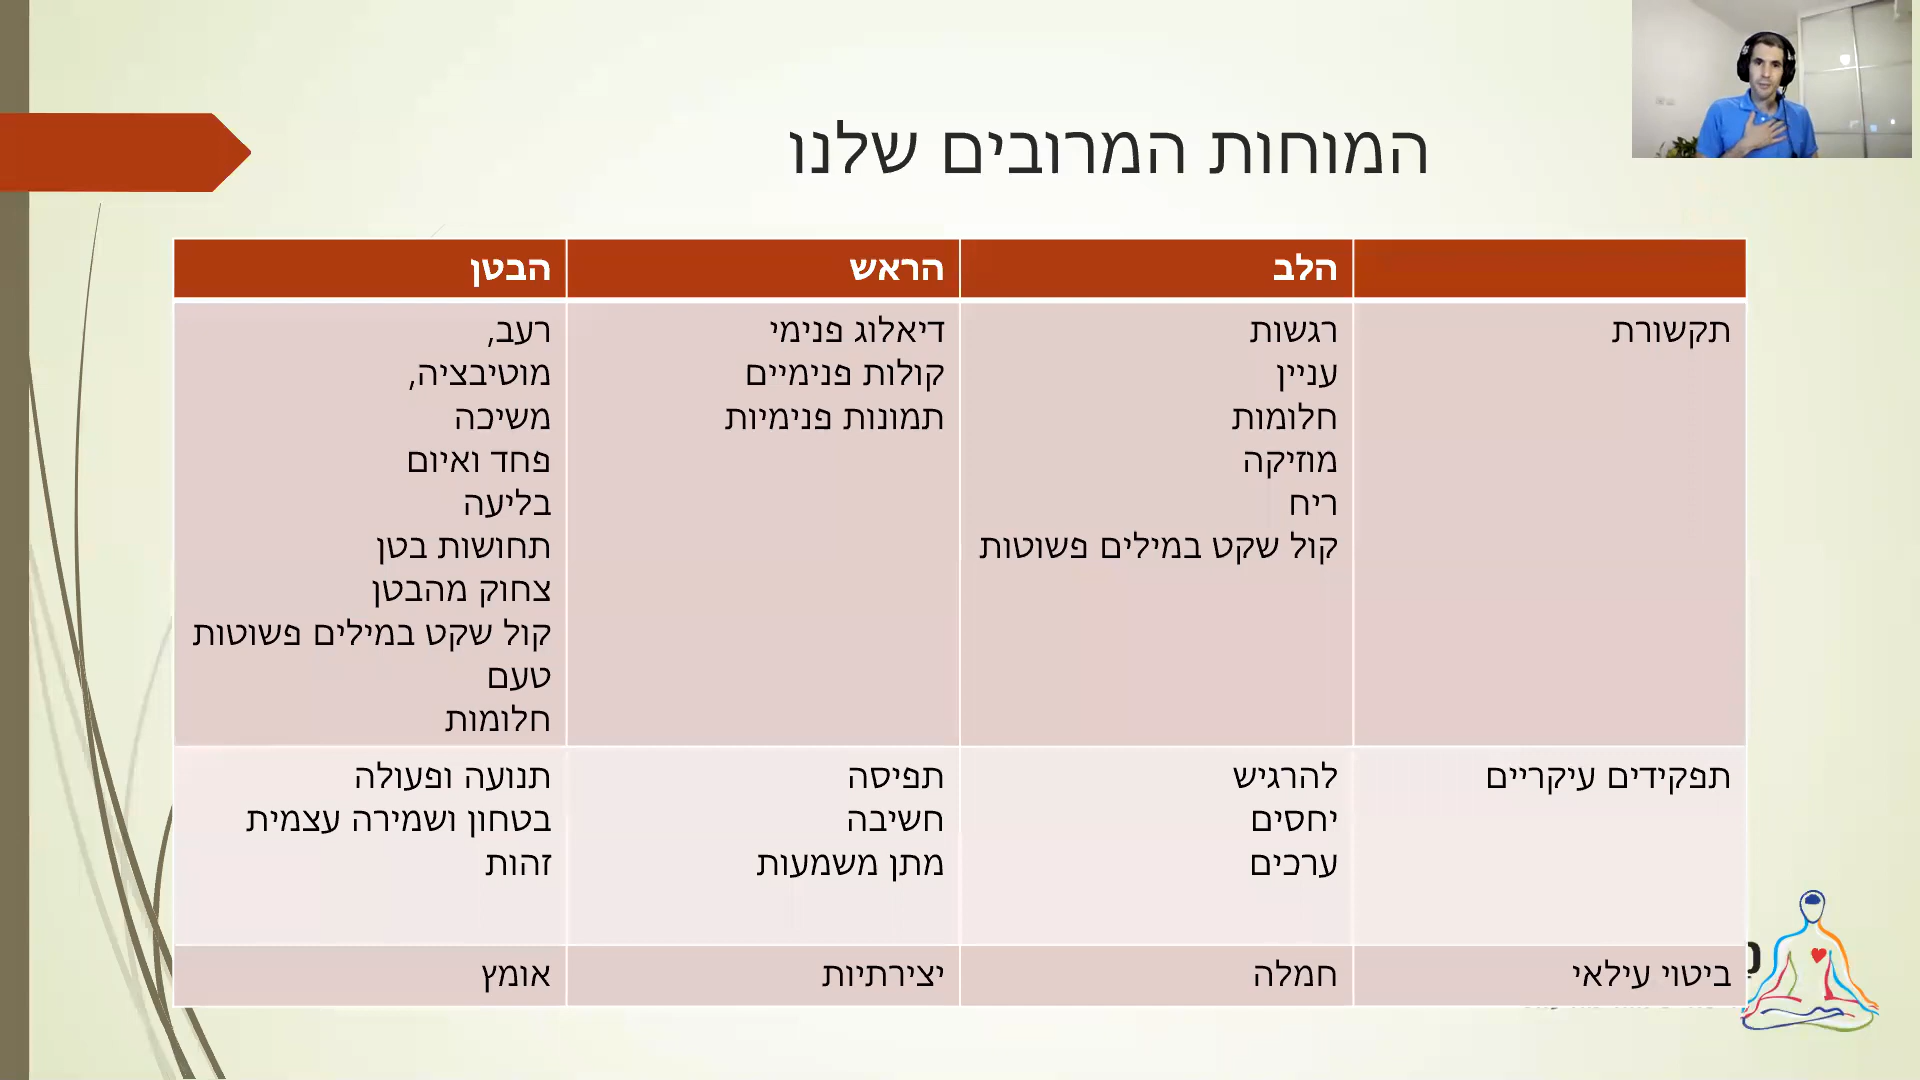 המוחות המרובים שלנו
הלב
הראש
הבטן
תקשורת
רגשות
עניין
חלומות
מוזיקה
ריח
קול שקט במילים פשוטות
דיאלוג פנימי
קולות פנימיים
תמונות פנימיות
רעב,
מוטיבציה,
משיכה
פחד ואיום
בליעה
תחושות בטן
צחוק מהבטן
קול שקט במילים פשוטות
טעם
חלומות
תפקידים עיקריים
להרגיש
יחסים
ערכים
תפיסה
חשיבה
מתן משמעות
תנועה ופעולה
בטחון ושמירה עצמית
זהות
ביטוי עילאי
חמלה
יצירתיות
אומץ